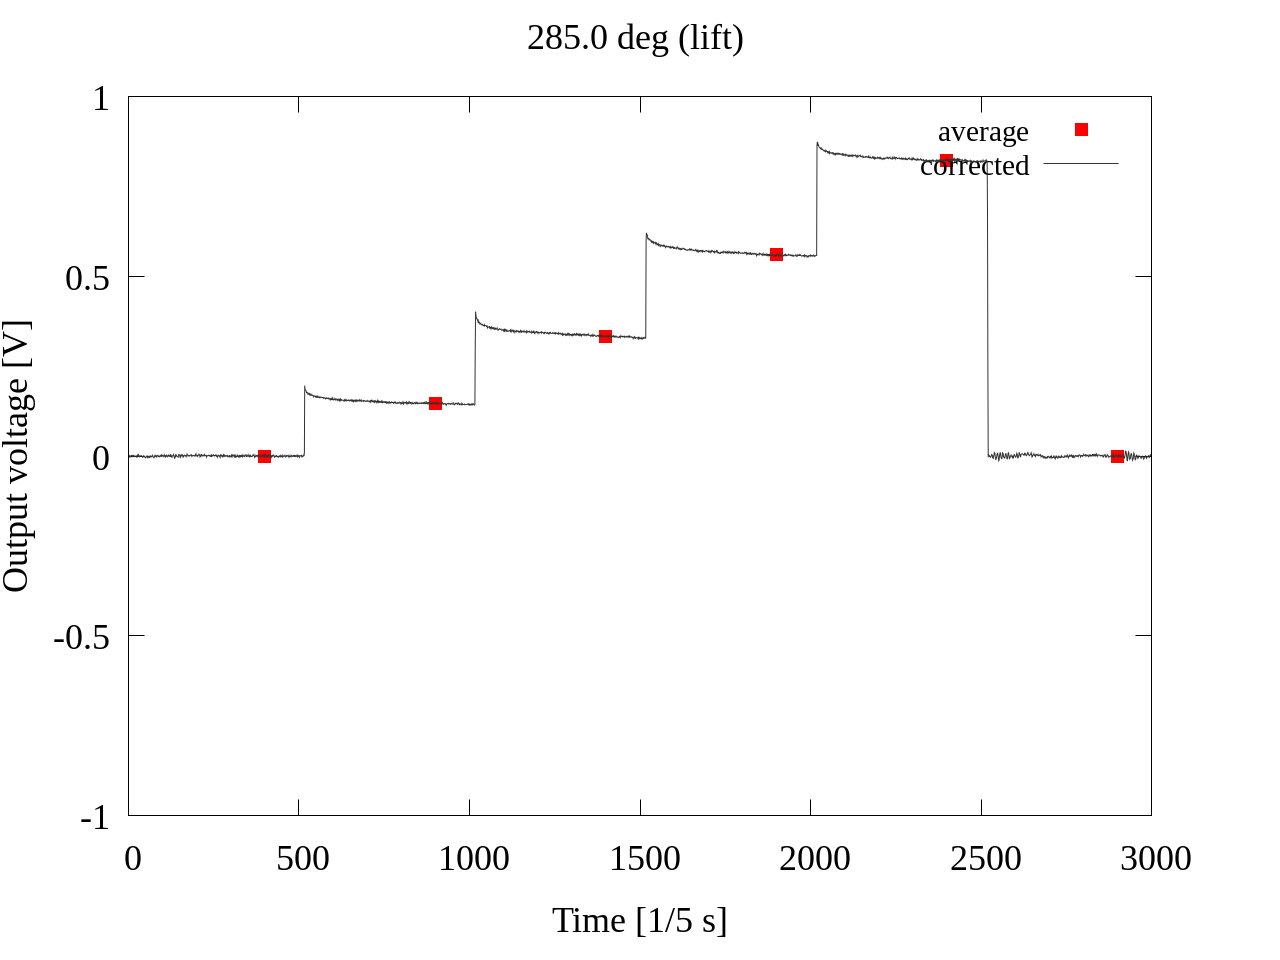 285.0 deg (lift)
1
0.5
0
-0.5
-1
Output voltage [V]
average
corrected
0 500 1000 1500 2000 2500 3000
Time [1/5 s]